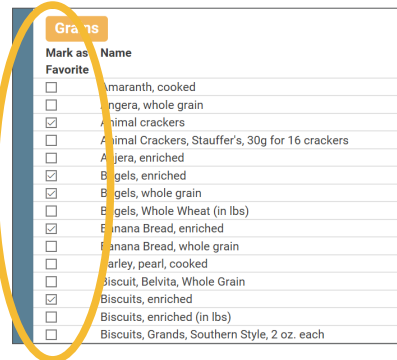 Grains
Mark as Name
Favorite
Amaranth, cooked
Angera, whole grain
Animal crackers
Animal Crackers, Stauffer's, 30g for 16 crackers
Anjera, enriched
Bagels, enriched
Bagels, whole grain
Bagels, Whole Wheat (in lbs)
Banana Bread, enriched
Banana Bread, whole grain
Barley, pearl, cooked
Biscuit, Belvita, Whole Grain
Biscuits, enriched
Biscuits, enriched (in lbs)
Biscuits, Grands, Southern Style, 2 oz. each